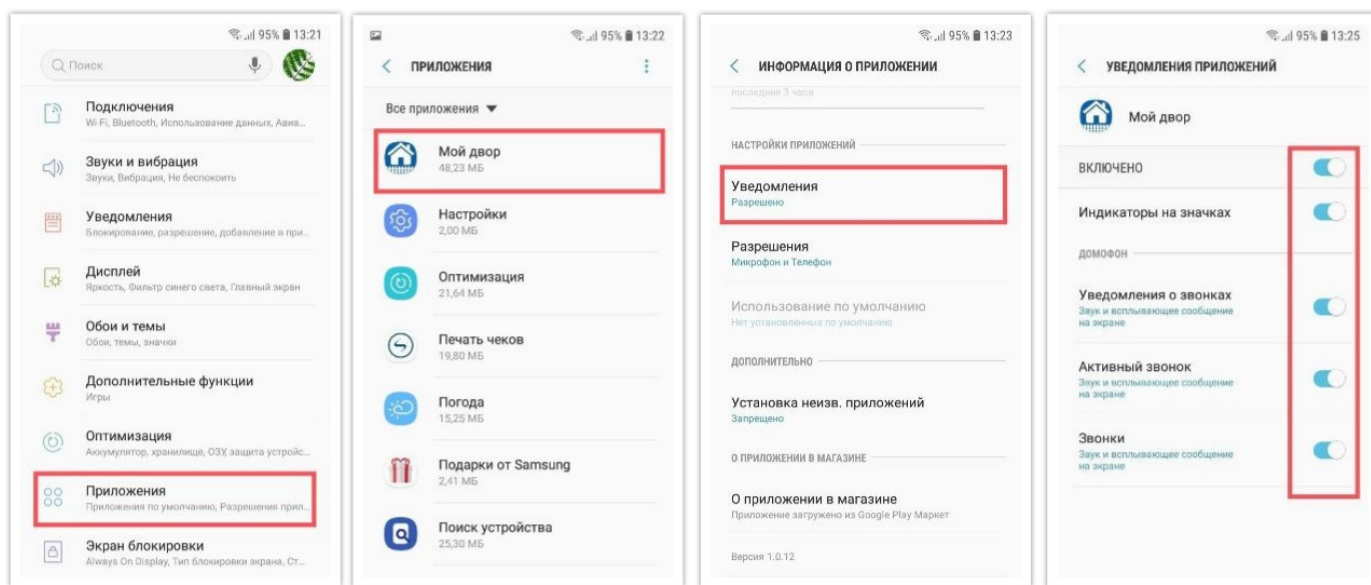 95% 13:21
Поиск
Подключения
Wi-Fi, Bluetooth, Использование данных, Авиа...
Звуки и вибрация
Звуки, Вибрация, Не беспокоить
Уведомления
Блокирование, разрешение, добавление в при...
Дисплей
Яркость, Фильтр синего света, Главный экран
Обои и темы
Обои, темы, значки
Дополнительные функции
Игры
Оптимизация
Аккумулятор, хранилище, ОЗУ, защита устройс...
Приложения
Приложения по умолчанию, Разрешения прил...
Экран блокировки
Always On Display, Тип блокировки экрана, Ст...
95% 13:22
ПРИЛОЖЕНИЯ
Все приложения
Мой двор
48,23 МБ
Настройки
2,00 МБ
Оптимизация
21,64 МБ
Печать чеков
19,80 МБ
Погода
15,25 МБ
Подарки от Samsung
2,41 МБ
Поиск устройства
25,30 МБ
95% 13:23
ИНФОРМАЦИЯ О ПРИЛОЖЕНИИ
последние 3 часа
НАСТРОЙКИ ПРИЛОЖЕНИЙ
Уведомления
Разрешено
Разрешения
Микрофон и Телефон
Использование по умолчанию
Нет установленных по умолчанию
ДОПОЛНИТЕЛЬНО
Установка неизв. приложений
Запрещено
О ПРИЛОЖЕНИИ В МАГАЗИНЕ
О приложении в магазине
Приложение загружено из Google Play Маркет
Версия 1.0.12
95% 13:25
УВЕДОМЛЕНИЯ ПРИЛОЖЕНИЙ
Мой двор
ВКЛЮЧЕНО
Индикаторы на значках
ДОМОФОН
Уведомления о звонках
Звук и всплывающее сообщение
на экране
Активный звонок
Звук и всплывающее сообщение
на экране
Звонки
Звук и всплывающее сообщение
на экране